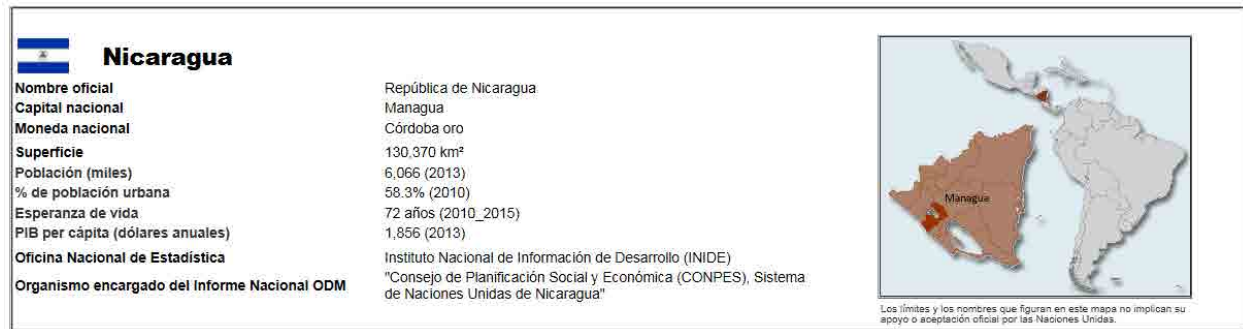 Nicaragua
Nombre oficial República de Nicaragua
Capital nacional Managua
Moneda nacional Córdoba oro
Superficie 130,370 km²
Población (miles) 6,066 (2013)
% de población urbana 58.3% (2010)
Esperanza de vida 72 años (2010_2015)
PIB per cápita (dólares anuales) 1,856 (2013)
Oficina Nacional de Estadística Instituto Nacional de Información de Desarrollo (INIDE)
Organismo encargado del Informe Nacional ODM "Consejo de Planificación Social y Económica (CONPES), Sistema
de Naciones Unidas de Nicaragua"
Managua
Los límites y los nombres que figuran en este mapa no implican su
apoyo o aceptación oficial por las Naciones Unidas.